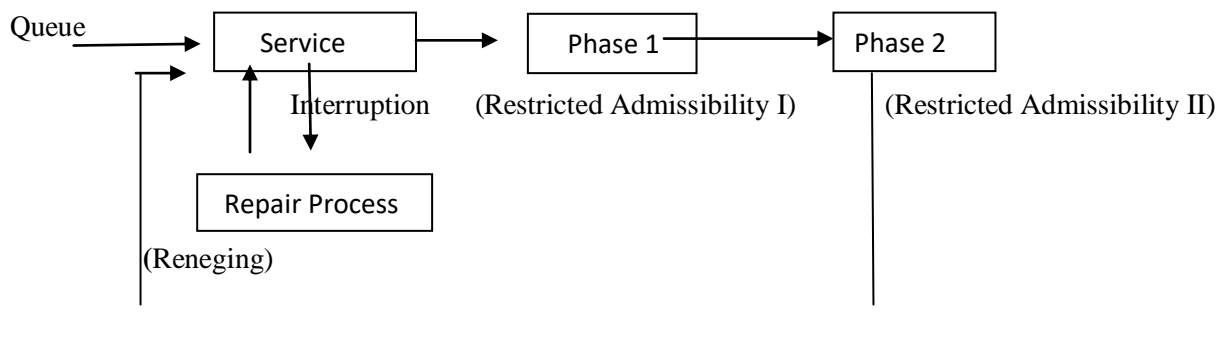 Queue
Service
Phase 1
Phase 2
Interruption
(Restricted Admissibility I)
(Restricted Admissibility II)
Repair Process
(Reneging)